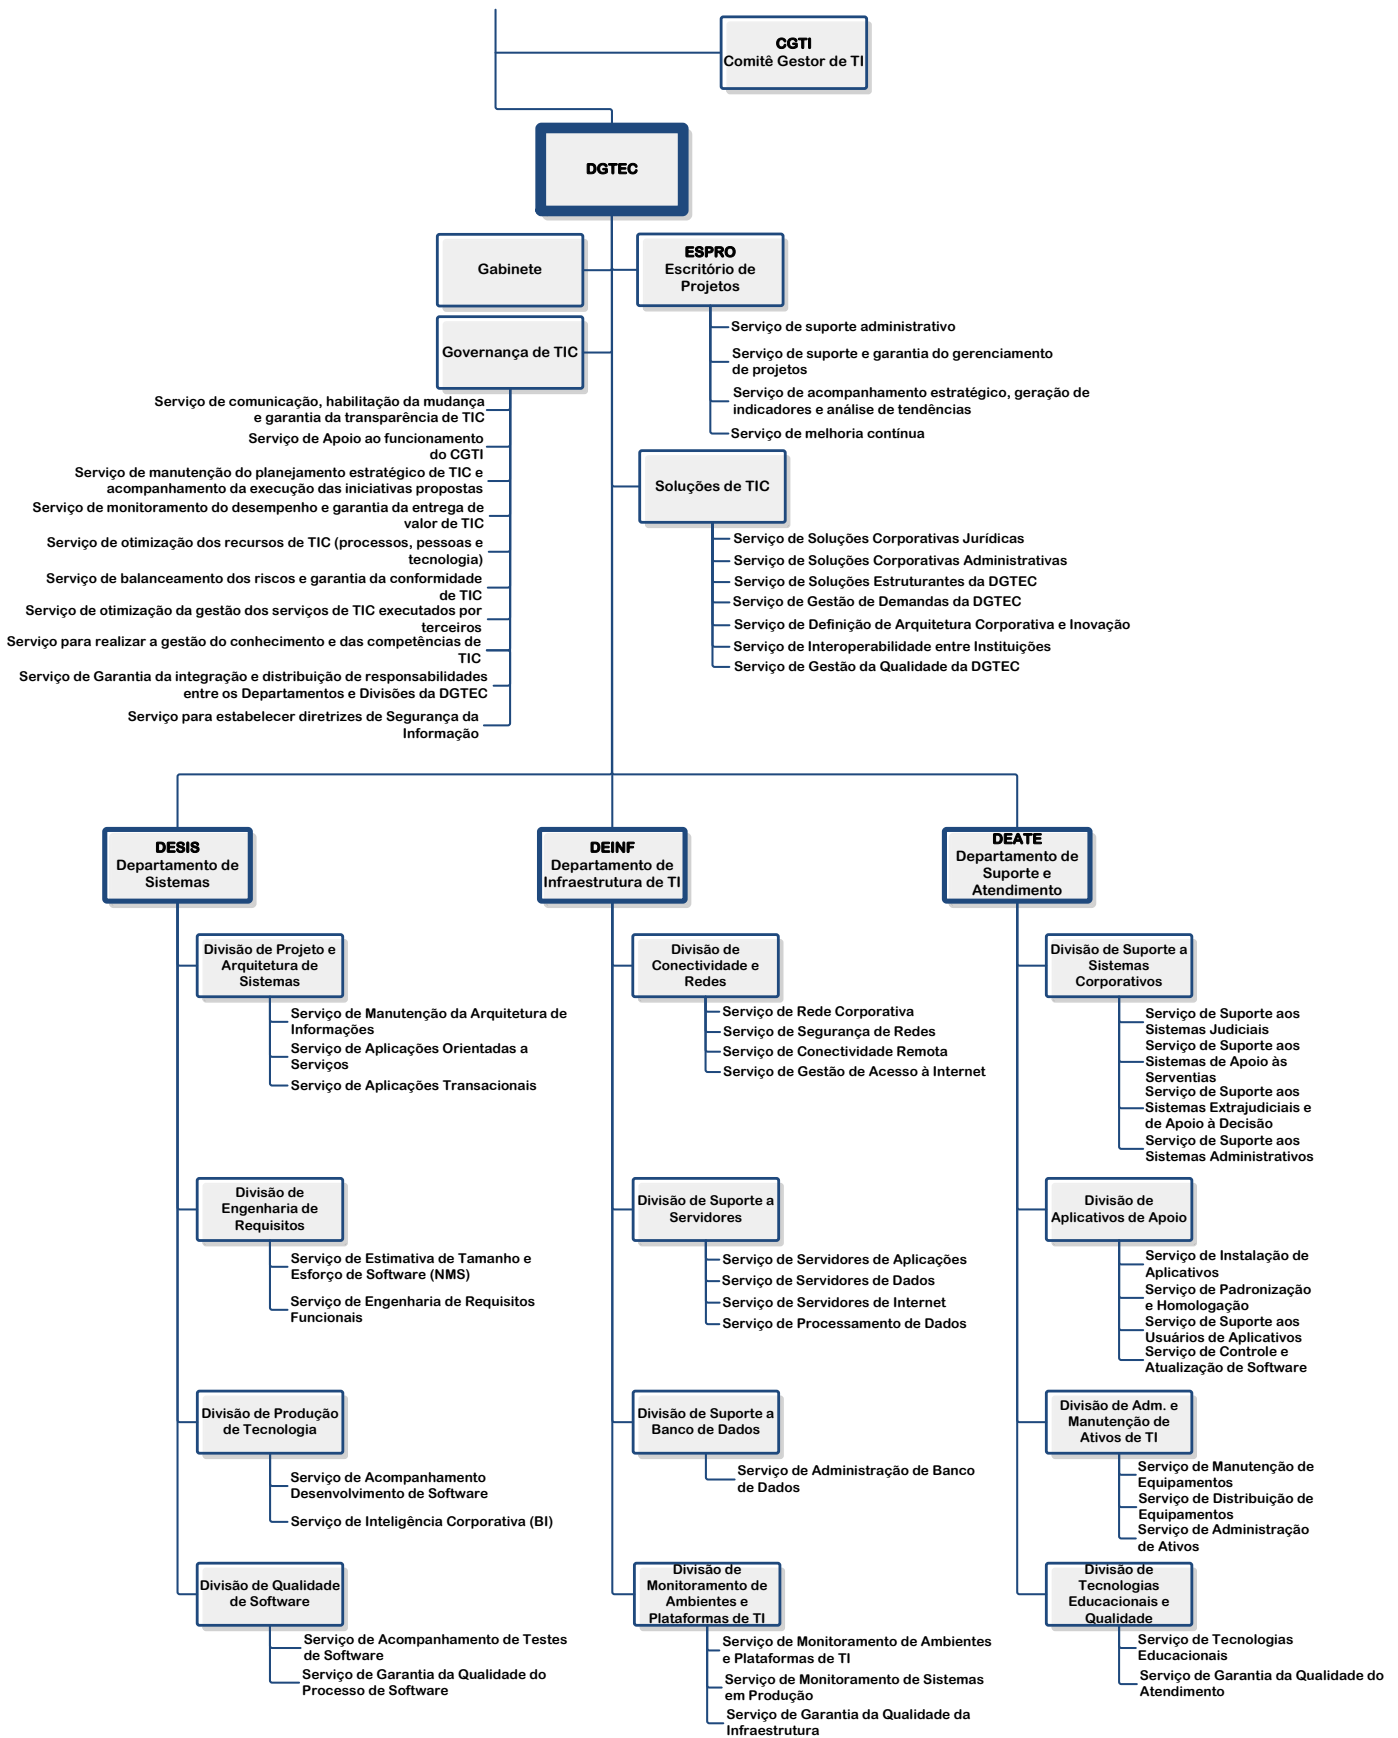 CGTI
Comitê Gestor de TI
DGTEC
Gabinete
ESPRO
Escritório de
Projetos
Serviço de suporte administrativo
Serviço de suporte e garantia do gerenciamento
de projetos
Serviço de acompanhamento estratégico, geração de
indicadores e análise de tendências
Serviço de melhoria contínua
Governança de TIC
Serviço de comunicação, habilitação da mudança
e garantia da transparência de TIC
Serviço de Apoio ao funcionamento
do CGTI
Serviço de manutenção do planejamento estratégico de TIC e
acompanhamento da execução das iniciativas propostas
Serviço de monitoramento do desempenho e garantia da entrega de
valor de TIC
Serviço de otimização dos recursos de TIC (processos, pessoas e
tecnologia)
Serviço de balanceamento dos riscos e garantia da conformidade
de TIC
Serviço de otimização da gestão dos serviços de TIC executados por
terceiros
Serviço para realizar a gestão do conhecimento e das competências de
TIC
Serviço de Garantia da integração e distribuição de responsabilidades
entre os Departamentos e Divisões da DGTEC
Serviço para estabelecer diretrizes de Segurança da
Informação
Soluções de TIC
Serviço de Soluções Corporativas Jurídicas
Serviço de Soluções Corporativas Administrativas
Serviço de Soluções Estruturantes da DGTEC
Serviço de Gestão de Demandas da DGTEC
Serviço de Definição de Arquitetura Corporativa e Inovação
Serviço de Interoperabilidade entre Instituições
Serviço de Gestão da Qualidade da DGTEC
DESIS
Departamento de
Sistemas
Divisão de Projeto e
Arquitetura de
Sistemas
Serviço de Manutenção da Arquitetura de
Informações
Serviço de Aplicações Orientadas a
Serviços
Serviço de Aplicações Transacionais
Divisão de
Engenharia de
Requisitos
Serviço de Estimativa de Tamanho e
Esforço de Software (NMS)
Serviço de Engenharia de Requisitos
Funcionais
Divisão de Produção
de Tecnologia
Serviço de Acompanhamento
Desenvolvimento de Software
Serviço de Inteligência Corporativa (BI)
Divisão de Qualidade
de Software
Serviço de Acompanhamento de Testes
de Software
Serviço de Garantia da Qualidade do
Processo de Software
DEINF
Departamento de
Infraestrutura de TI
Divisão de
Conectividade e
Redes
Serviço de Rede Corporativa
Serviço de Segurança de Redes
Serviço de Conectividade Remota
Serviço de Gestão de Acesso à Internet
Divisão de Suporte a
Servidores
Serviço de Servidores de Aplicações
Serviço de Servidores de Dados
Serviço de Servidores de Internet
Serviço de Processamento de Dados
Divisão de Suporte a
Banco de Dados
Serviço de Administração de Banco
de Dados
Divisão de
Monitoramento de
Ambientes e
Plataformas de TI
Serviço de Monitoramento de Ambientes
e Plataformas de TI
Serviço de Monitoramento de Sistemas
em Produção
Serviço de Garantia da Qualidade da
Infraestrutura
DEATE
Departamento de
Suporte e
Atendimento
Divisão de Suporte a
Sistemas
Corporativos
Serviço de Suporte aos
Sistemas Judiciais
Serviço de Suporte aos
Sistemas de Apoio às
Serventias
Serviço de Suporte aos
Sistemas Extrajudiciais e
de Apoio à Decisão
Serviço de Suporte aos
Sistemas Administrativos
Divisão de
Aplicativos de Apoio
Serviço de Instalação de
Aplicativos
Serviço de Padronização
e Homologação
Serviço de Suporte aos
Usuários de Aplicativos
Serviço de Controle e
Atualização de Software
Divisão de Adm. e
Manutenção de
Ativos de TI
Serviço de Manutenção de
Equipamentos
Serviço de Distribuição de
Equipamentos
Serviço de Administração
de Ativos
Divisão de
Tecnologias
Educacionais e
Qualidade
Serviço de Tecnologias
Educacionais
Serviço de Garantia da Qualidade do
Atendimento